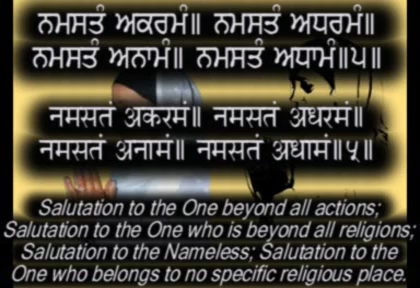 ਨਮਸਤੰ ਅਕਰਮੰ॥ ਨਮਸਤੰ ਅਧਰਮੰ॥
ਨਮਸਤੰ ਅਨਾਮੰ॥ ਨਮਸਤੰ ਅਧਾਮੰ॥੫॥
नमसतं अकरमं॥ नमसतं अधरमं॥
नमसतं अनामं॥ नमसतं अधामं॥५॥
Salutation to the One beyond all actions;
Salutation to the One who is beyond all religions;
Salutation to the Nameless; Salutation to the
One who belongs to no specific religious place.